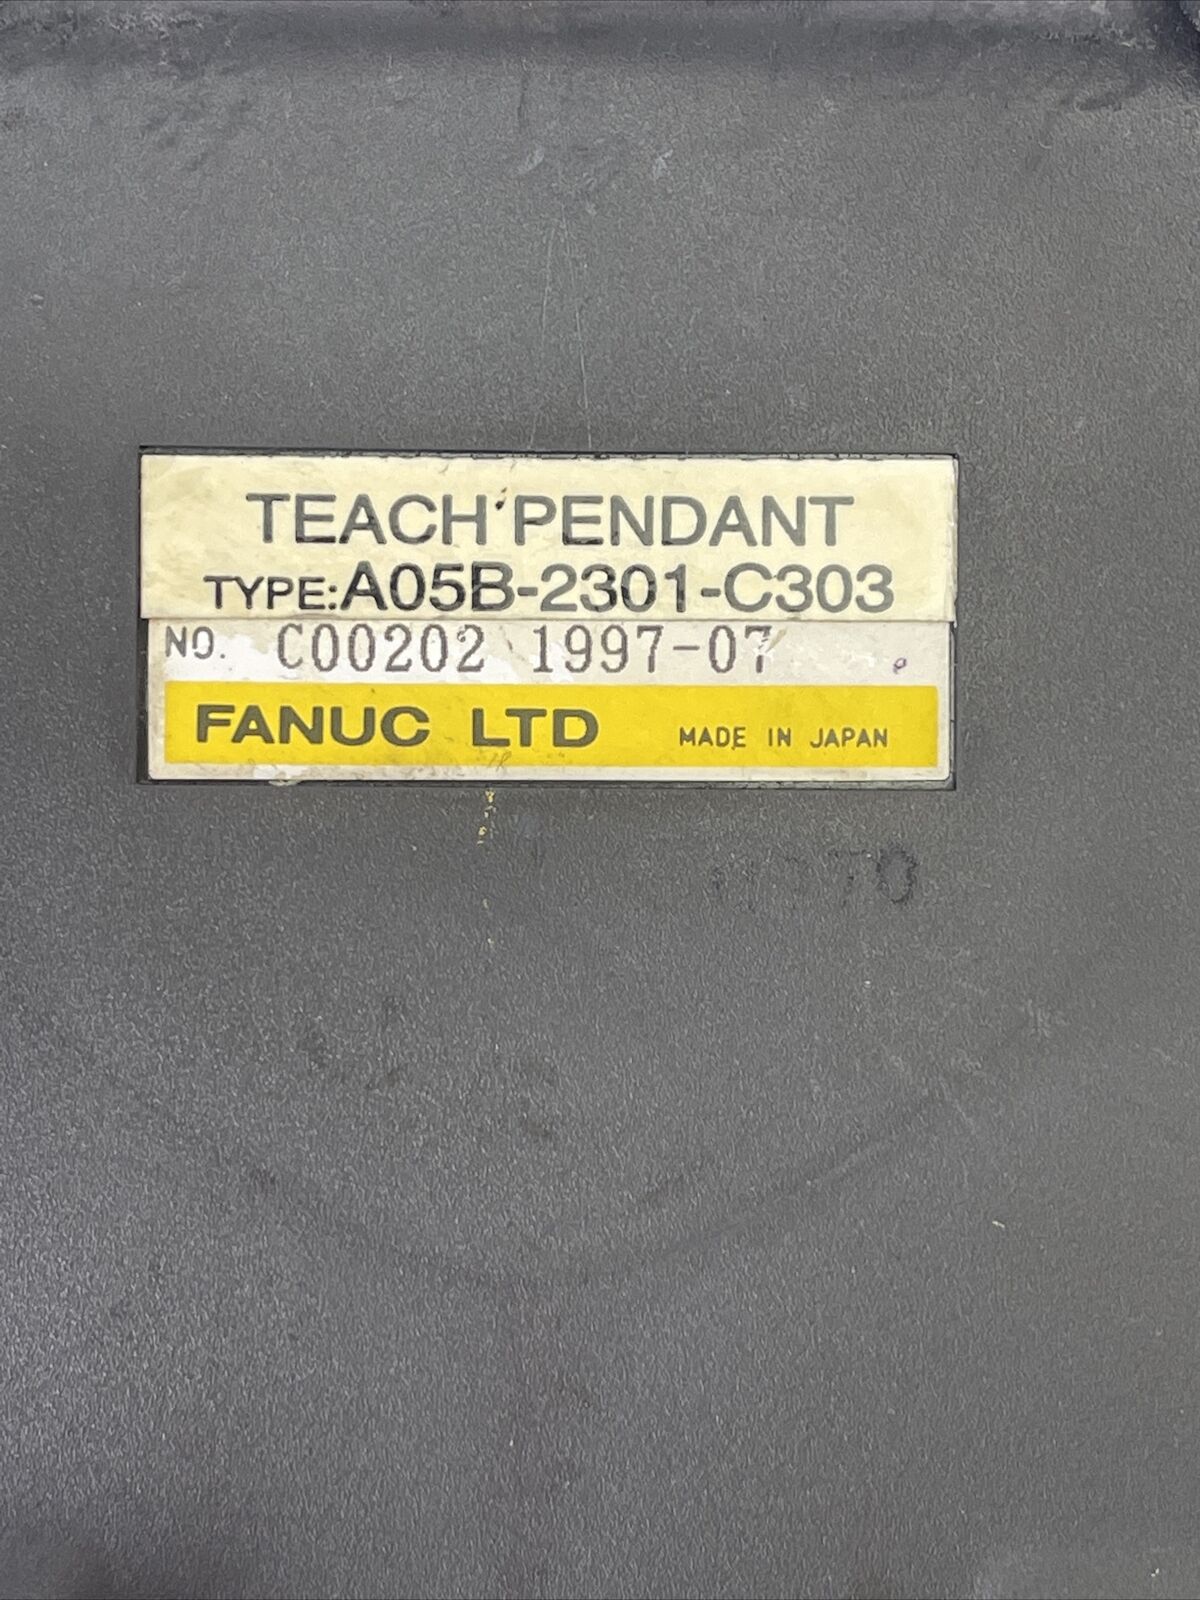 TEACH PENDANT
TYPE:A05B-2301-C303
NO. C00202 1997-07
FANUC LTD MADE IN JAPAN